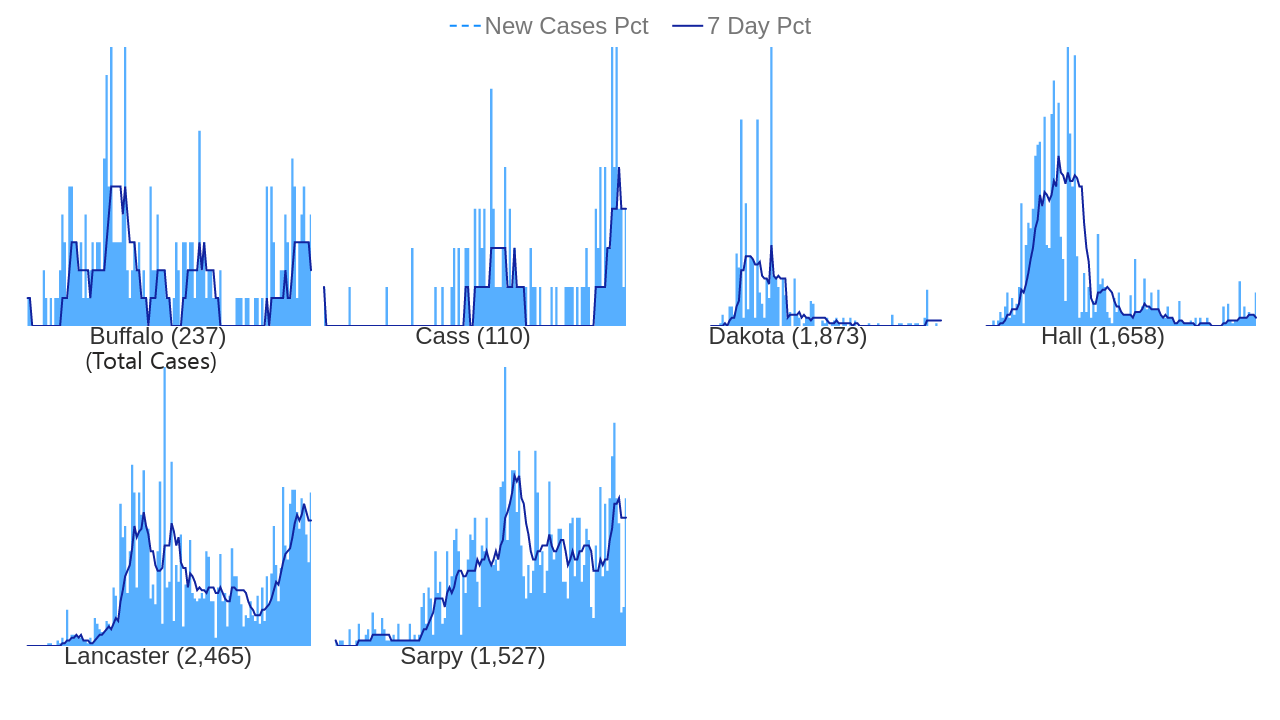 New Cases Pct 7 Day Pct
Buffalo (237) Cass (110) Dakota (1,873) Hall (1,658)
(Total Cases)
Lancaster (2,465) Sarpy (1,527)